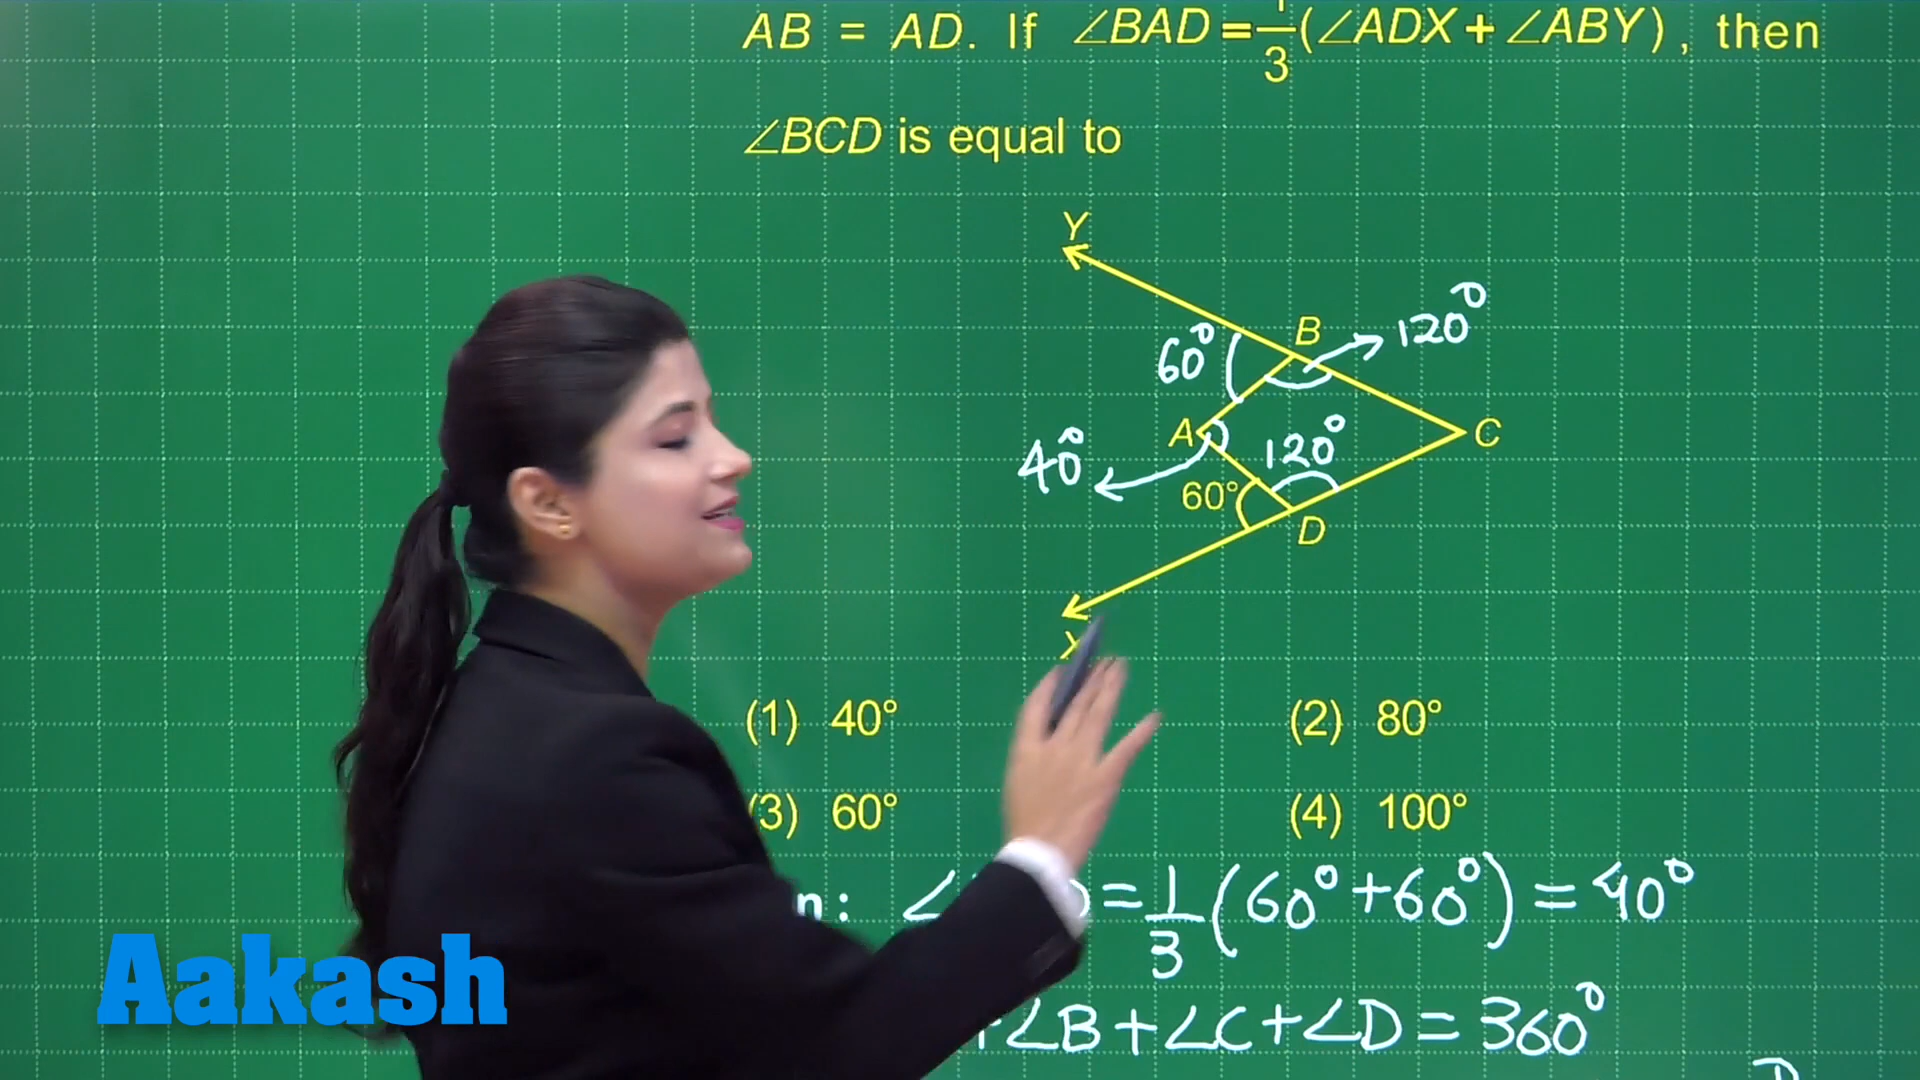 AB = AD. If ∠BAD = 1/3 (∠ADX + ∠ABY), then
∠BCD is equal to
Y
B
120°
60°
A
120°
C
40°
60°
D
X
(1) 40°
(2) 80°
(3) 60°
(4) 100°
n: ∠ D = 1/3 (60° + 60°) = 40°
+ ∠B + ∠C + ∠D = 360°
Aakash